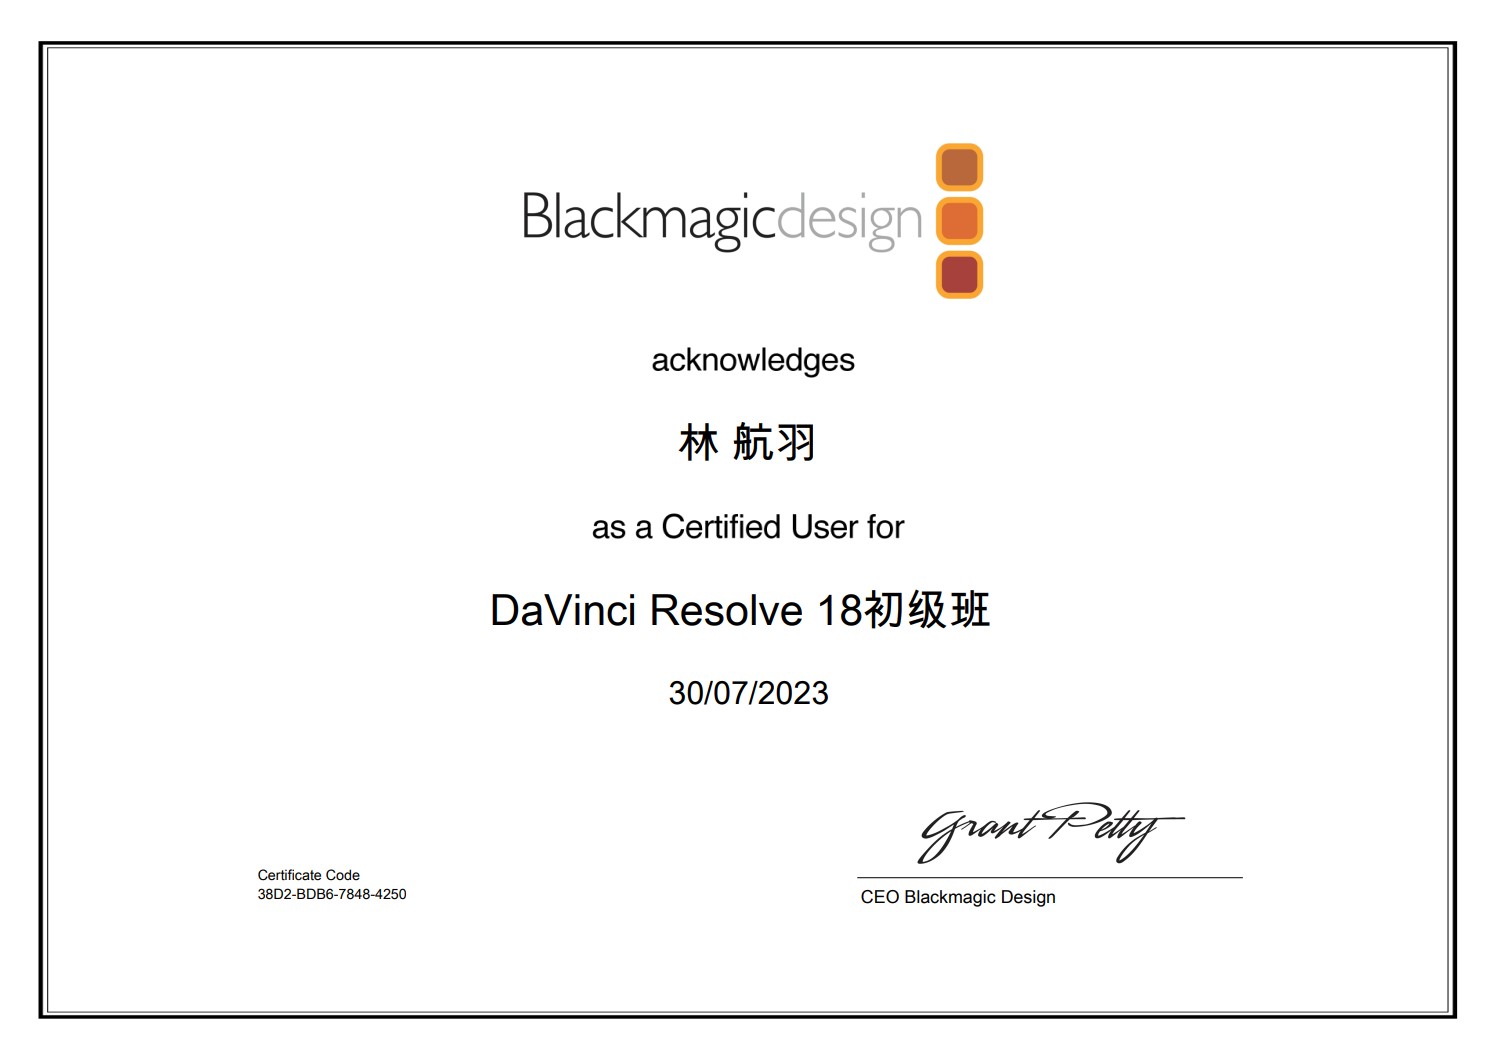 Blackmagicdesign
acknowledges
林 航羽
as a Certified User for
DaVinci Resolve 18初级班
30/07/2023
Grant Petty
Certificate Code
38D2-BDB6-7848-4250
CEO Blackmagic Design